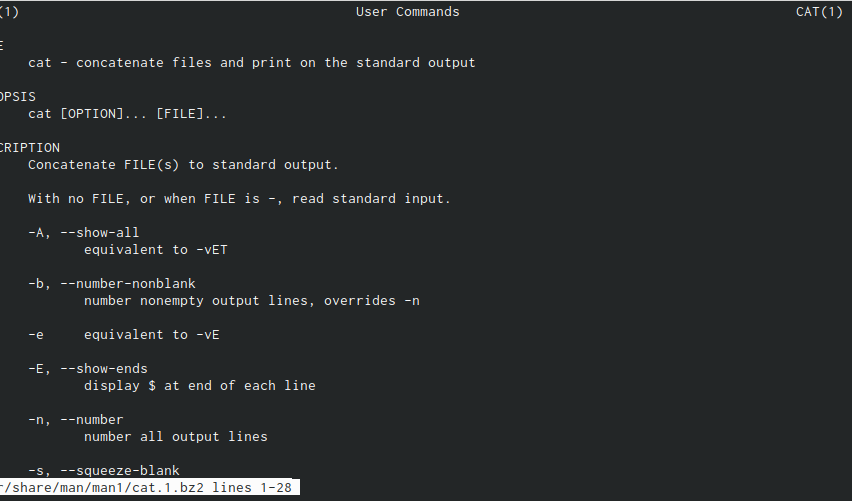 (1) User Commands CAT(1)
E
cat - concatenate files and print on the standard output
OPSIS
cat [OPTION]... [FILE]...
CRIPTION
Concatenate FILE(s) to standard output.
With no FILE, or when FILE is -, read standard input.
-A, --show-all
equivalent to -vET
-b, --number-nonblank
number nonempty output lines, overrides -n
-e equivalent to -vE
-E, --show-ends
display $ at end of each line
-n, --number
number all output lines
-s, --squeeze-blank
r/share/man/man1/cat.1.bz2 lines 1-28